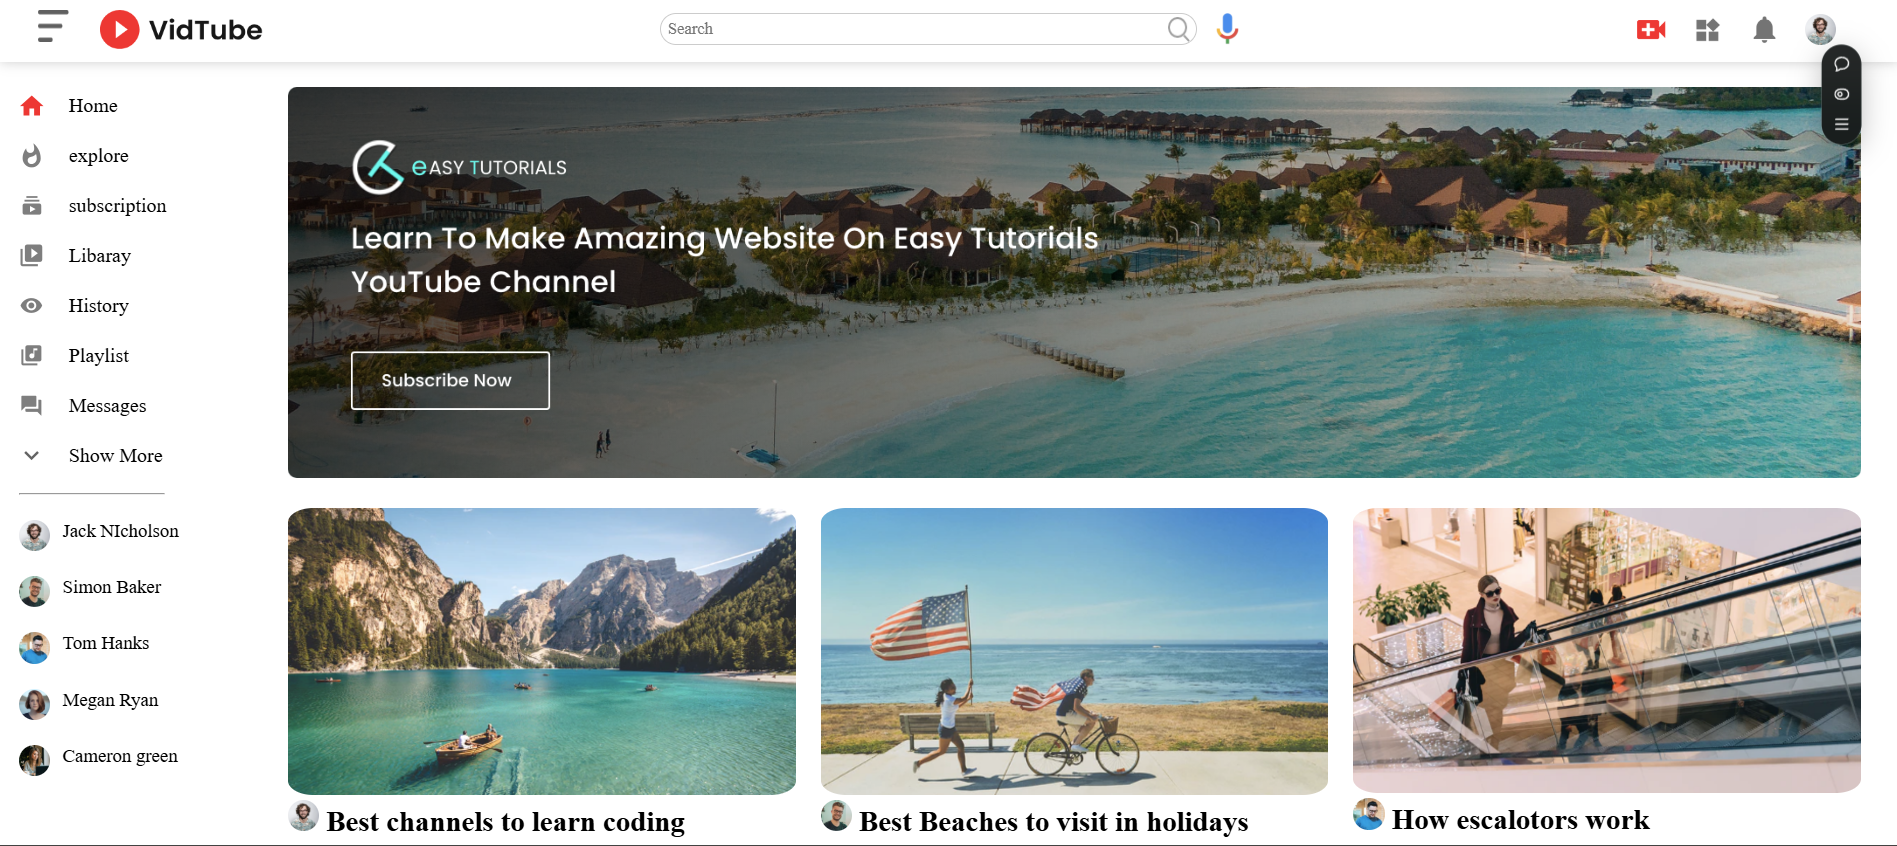 VidTube
Search
Home
explore
subscription
Libaray
History
Playlist
Messages
Show More
Jack NIcholson
Simon Baker
Tom Hanks
Megan Ryan
Cameron green
eASY TUTORIALS
Learn To Make Amazing Website On Easy Tutorials
YouTube Channel
Subscribe Now
Best channels to learn coding
Best Beaches to visit in holidays
How escalotors work